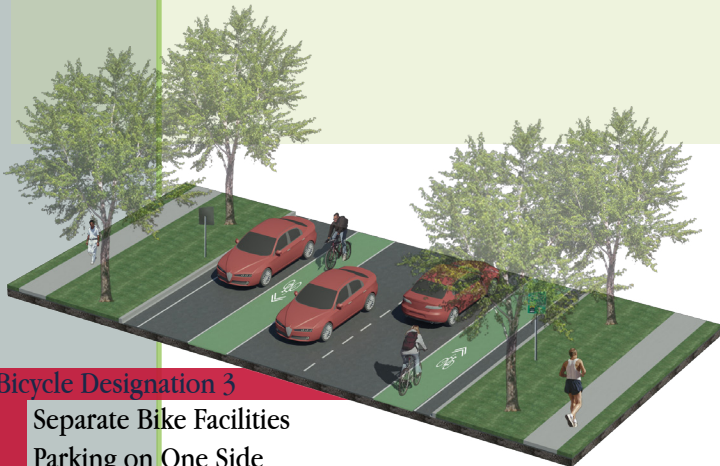 Bicycle Designation 3
Separate Bike Facilities
Parking on One Side